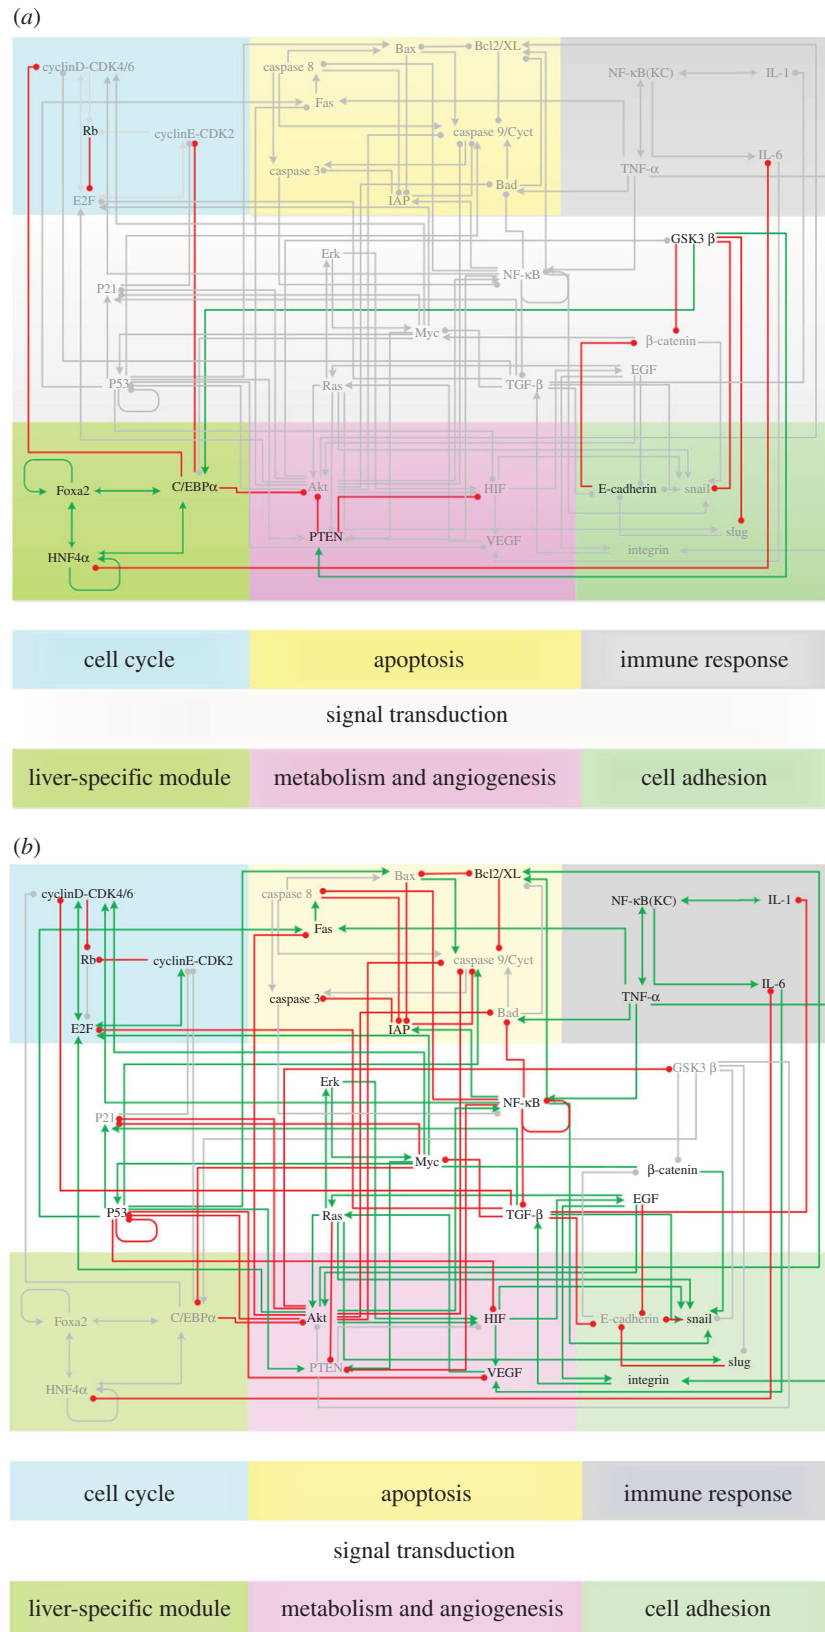 (a)
cyclinD-CDK4/6
caspase 8
Bax
Bcl2/XL
NF-κB(KC)
IL-1
Fas
Rb
cyclinE-CDK2
caspase 9/Cyct
IL-6
caspase 3
TNF-α
E2F
IAP
Bad
GSK3 β
Erk
NF-κB
P21
Myc
β-catenin
P53
Ras
TGF-β
EGF
Foxa2
C/EBPα
Akt
HIF
E-cadherin
snail
HNF4α
PTEN
VEGF
slug
integrin
cell cycle
apoptosis
immune response
signal transduction
liver-specific module
metabolism and angiogenesis
cell adhesion
(b)
cyclinD-CDK4/6
caspase 8
Bax
Bcl2/XL
NF-κB(KC)
IL-1
Fas
Rb
cyclinE-CDK2
caspase 9/Cyct
IL-6
caspase 3
TNF-α
E2F
IAP
Bad
GSK3 β
Erk
NF-κB
P21
Myc
β-catenin
P53
Ras
TGF-β
EGF
Foxa2
C/EBPα
Akt
HIF
E-cadherin
snail
HNF4α
PTEN
VEGF
slug
integrin
cell cycle
apoptosis
immune response
signal transduction
liver-specific module
metabolism and angiogenesis
cell adhesion